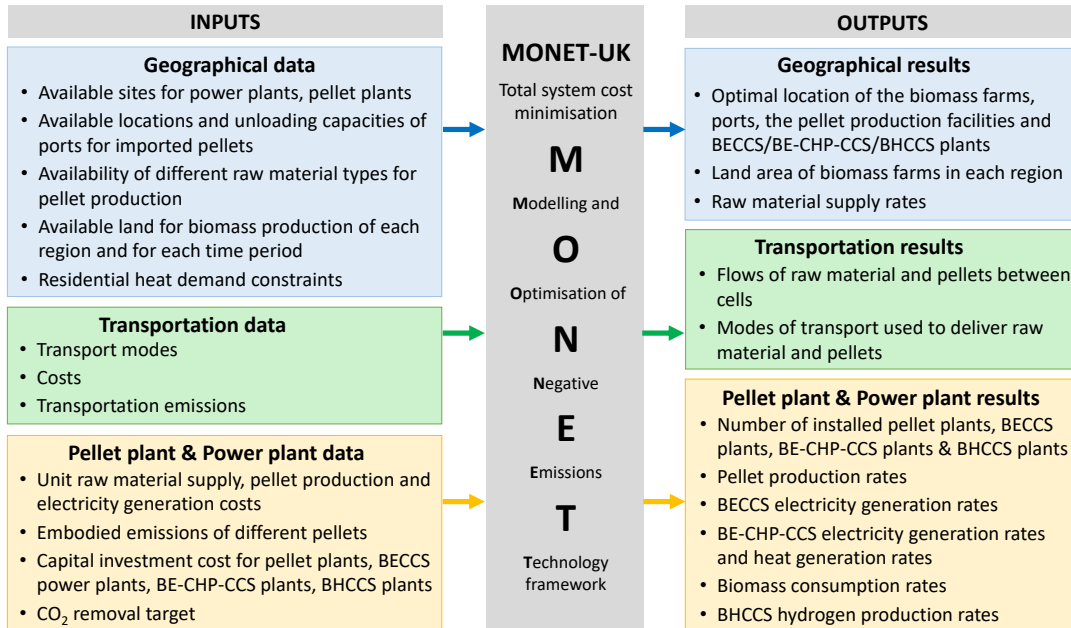 INPUTS
Geographical data
• Available sites for power plants, pellet plants
• Available locations and unloading capacities of
ports for imported pellets
• Availability of different raw material types for
pellet production
• Available land for biomass production of each
region and for each time period
• Residential heat demand constraints
Transportation data
• Transport modes
• Costs
• Transportation emissions
Pellet plant & Power plant data
• Unit raw material supply, pellet production and
electricity generation costs
• Embodied emissions of different pellets
• Capital investment cost for pellet plants, BECCS
power plants, BE-CHP-CCS plants, BHCCS plants
• CO₂ removal target
MONET-UK
Total system cost
minimisation
M
Modelling and
O
Optimisation of
N
Negative
E
Emissions
T
Technology
framework
OUTPUTS
Geographical results
• Optimal location of the biomass farms,
ports, the pellet production facilities and
BECCS/BE-CHP-CCS/BHCCS plants
• Land area of biomass farms in each region
• Raw material supply rates
Transportation results
• Flows of raw material and pellets between
cells
• Modes of transport used to deliver raw
material and pellets
Pellet plant & Power plant results
• Number of installed pellet plants, BECCS
plants, BE-CHP-CCS plants & BHCCS plants
• Pellet production rates
• BECCS electricity generation rates
• BE-CHP-CCS electricity generation rates
and heat generation rates
• Biomass consumption rates
• BHCCS hydrogen production rates